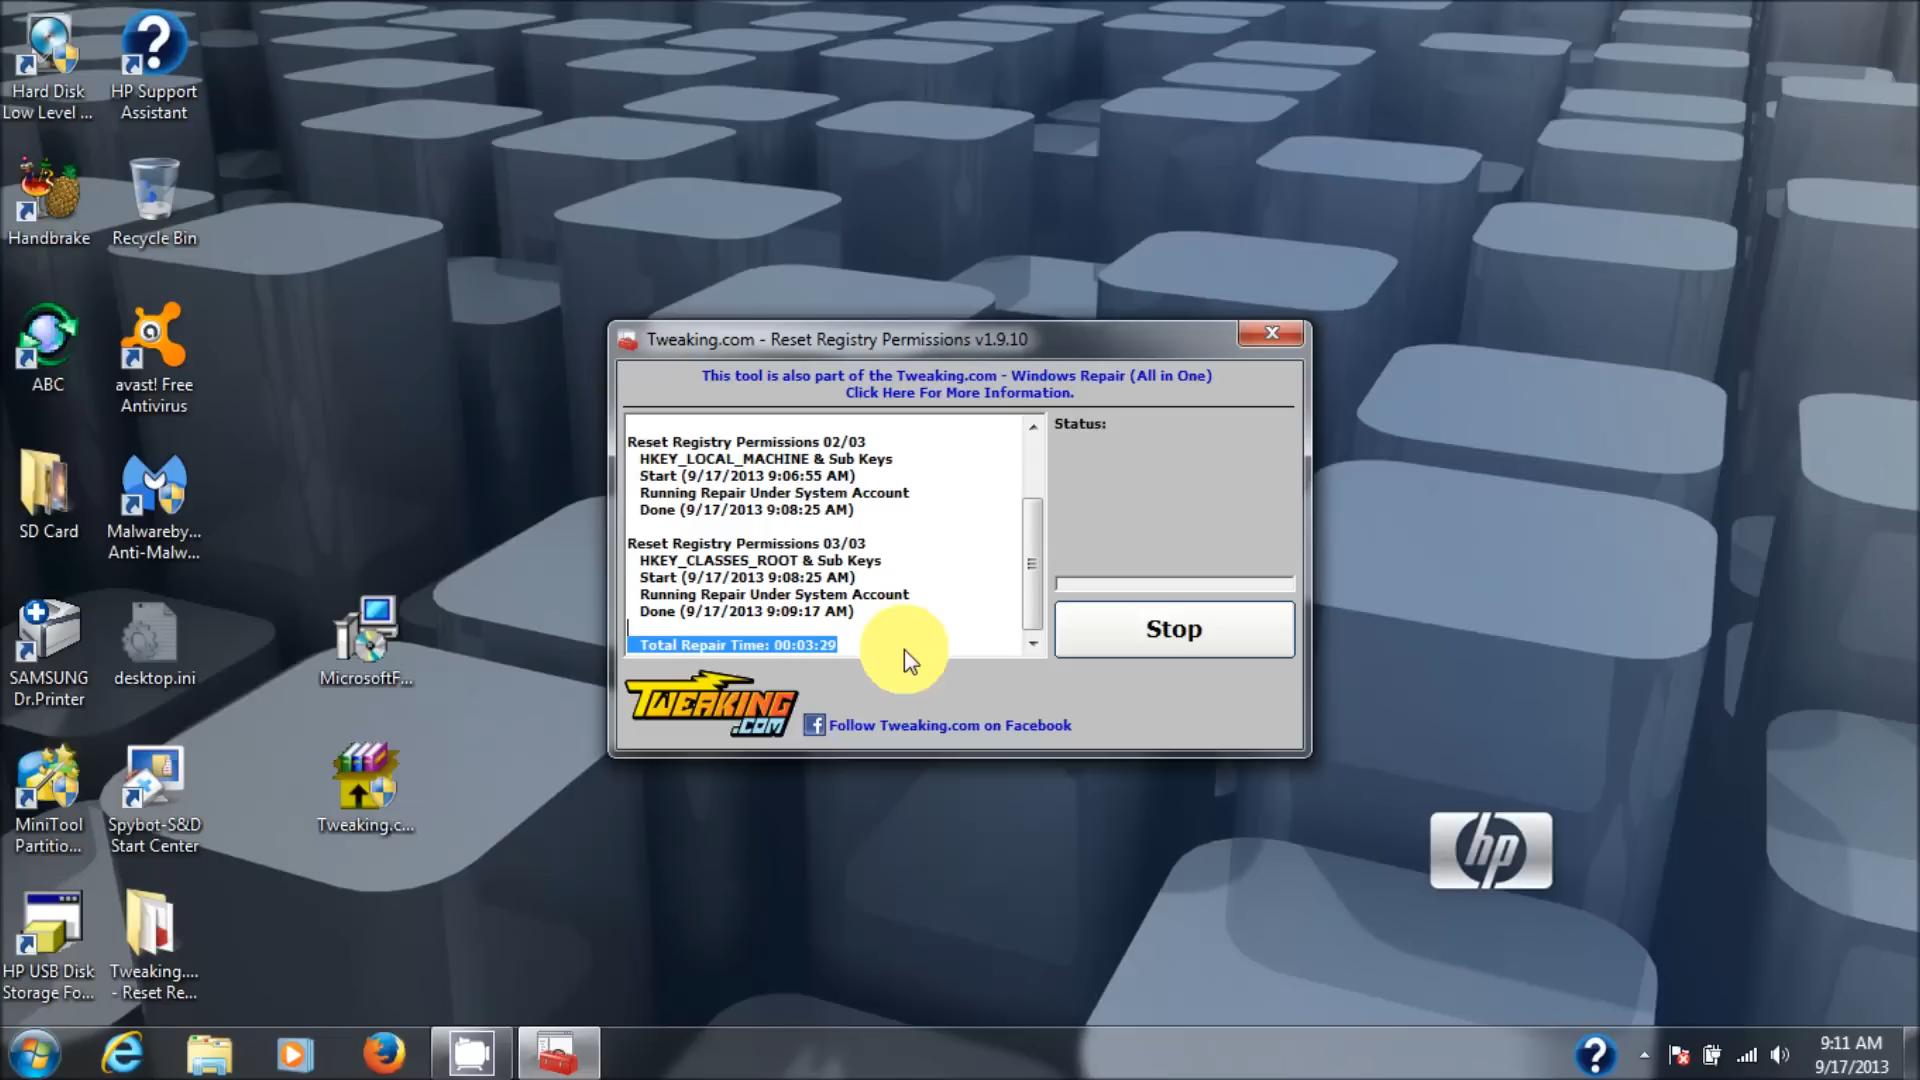 Hard Disk
Low Level ...
HP Support
Assistant
Handbrake
Recycle Bin
ABC
avast! Free
Antivirus
SD Card
Malwareby...
Anti-Malw...
SAMSUNG
Dr.Printer
desktop.ini
MicrosoftF...
MiniTool
Partitio...
Spybot-S&D
Start Center
Tweaking.c...
HP USB Disk
Storage Fo...
Tweaking....
- Reset Re...
Tweaking.com - Reset Registry Permissions v1.9.10
This tool is also part of the Tweaking.com - Windows Repair (All in One)
Click Here For More Information.
Reset Registry Permissions 02/03
HKEY_LOCAL_MACHINE & Sub Keys
Start (9/17/2013 9:06:55 AM)
Running Repair Under System Account
Done (9/17/2013 9:08:25 AM)
Reset Registry Permissions 03/03
HKEY_CLASSES_ROOT & Sub Keys
Start (9/17/2013 9:08:25 AM)
Running Repair Under System Account
Done (9/17/2013 9:09:17 AM)
Total Repair Time: 00:03:29
Status:
Stop
TWEAKING
.COM
Follow Tweaking.com on Facebook
hp
9:11 AM
9/17/2013